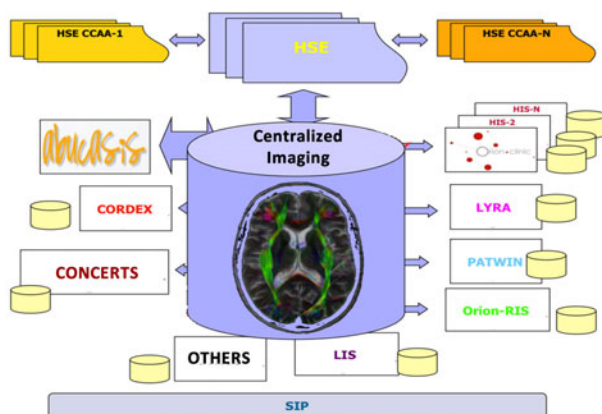 HSE CCAA-1
HSE
HSE CCAA-N
abucasis
Centralized
Imaging
HIS-N
HIS-2
CORDEX
LYRA
CONCERTS
PATWIN
Orion-RIS
OTHERS
LIS
SIP